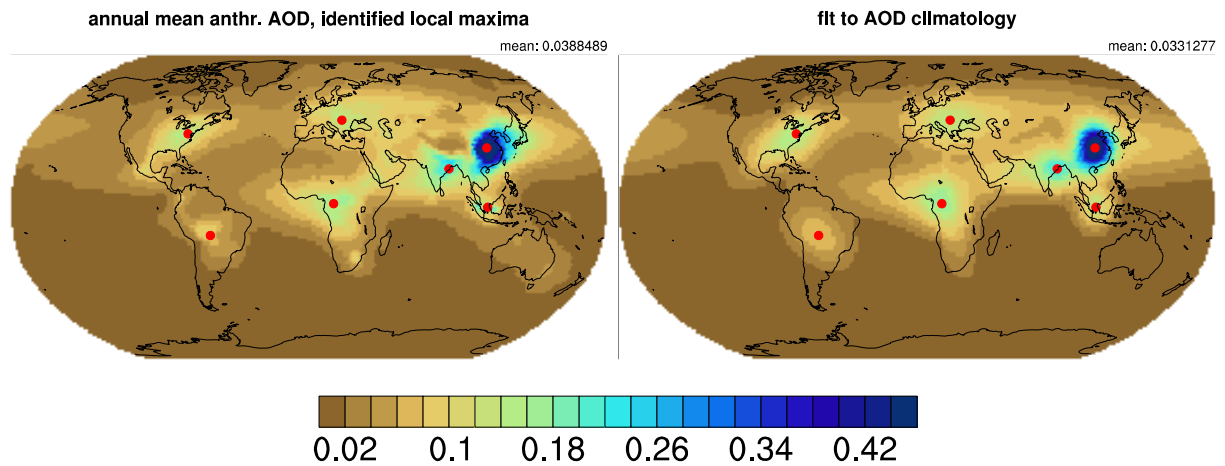 annual mean anthr. AOD, identified local maxima
mean: 0.0388489
fit to AOD climatology
mean: 0.0331277
0.02 0.1 0.18 0.26 0.34 0.42